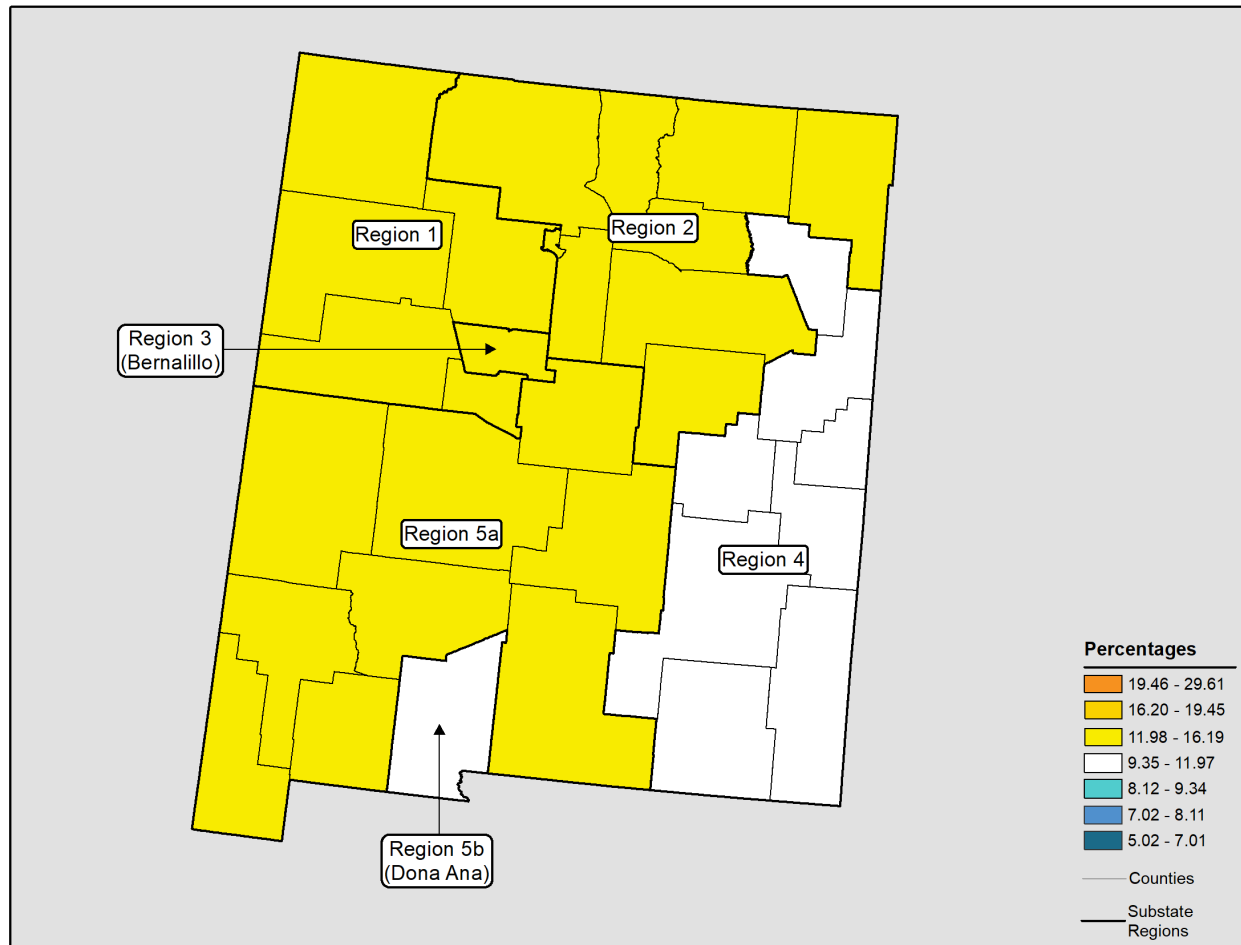 Region 1
Region 2
Region 3
(Bernalillo)
Region 5a
Region 4
Region 5b
(Dona Ana)
Percentages
19.46 - 29.61
16.20 - 19.45
11.98 - 16.19
9.35 - 11.97
8.12 - 9.34
7.02 - 8.11
5.02 - 7.01
Counties
Substate
Regions